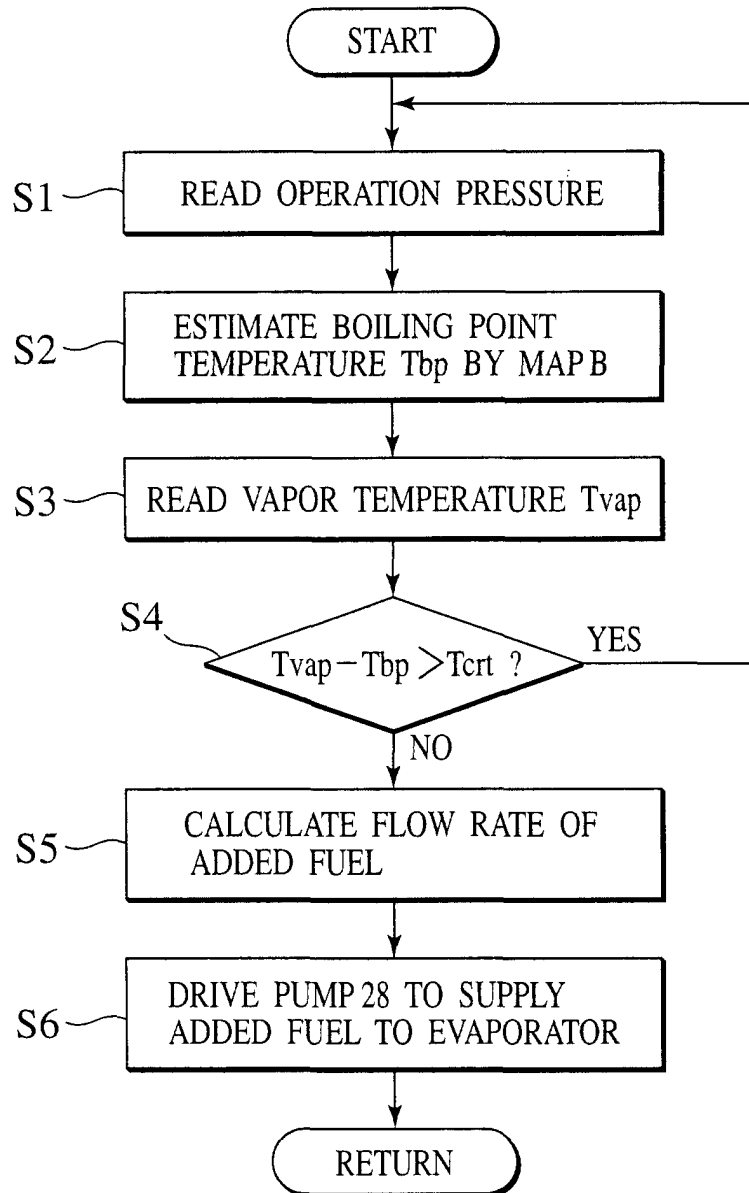 START
S1
READ OPERATION PRESSURE
S2
ESTIMATE BOILING POINT
TEMPERATURE Tbp BY MAP B
S3
READ VAPOR TEMPERATURE Tvap
S4
Tvap-Tbp>Tcrt ?
YES
NO
S5
CALCULATE FLOW RATE OF
ADDED FUEL
S6
DRIVE PUMP 28 TO SUPPLY
ADDED FUEL TO EVAPORATOR
RETURN